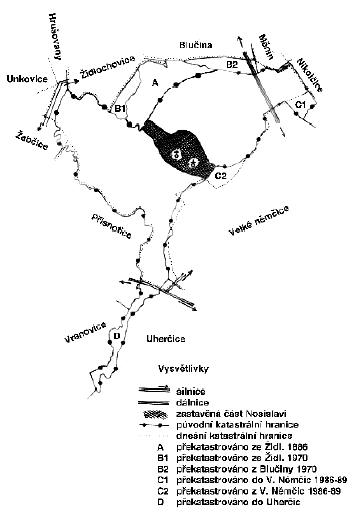 Hrušovany
Unkovice
Židlochovice
Blučina
Měnín
Nikolčice
A
B2
B1
C1
C2
Žabčice
Přísnotice
Velké němčice
Vranovice
D
Uherčice
Vysvětlivky
silnice
dálnice
zastavěná část Nosislavi
původní katastrální hranice
dnešní katastrální hranice
A překatastrováno ze Židl. 1886
B1 překatastrováno ze Židl. 1970
B2 překatastrováno z Blučiny 1970
C1 překatastrováno do V. Němčic 1986-89
C2 překatastrováno z V. Němčic 1986-89
D překatastrováno do Uherčic